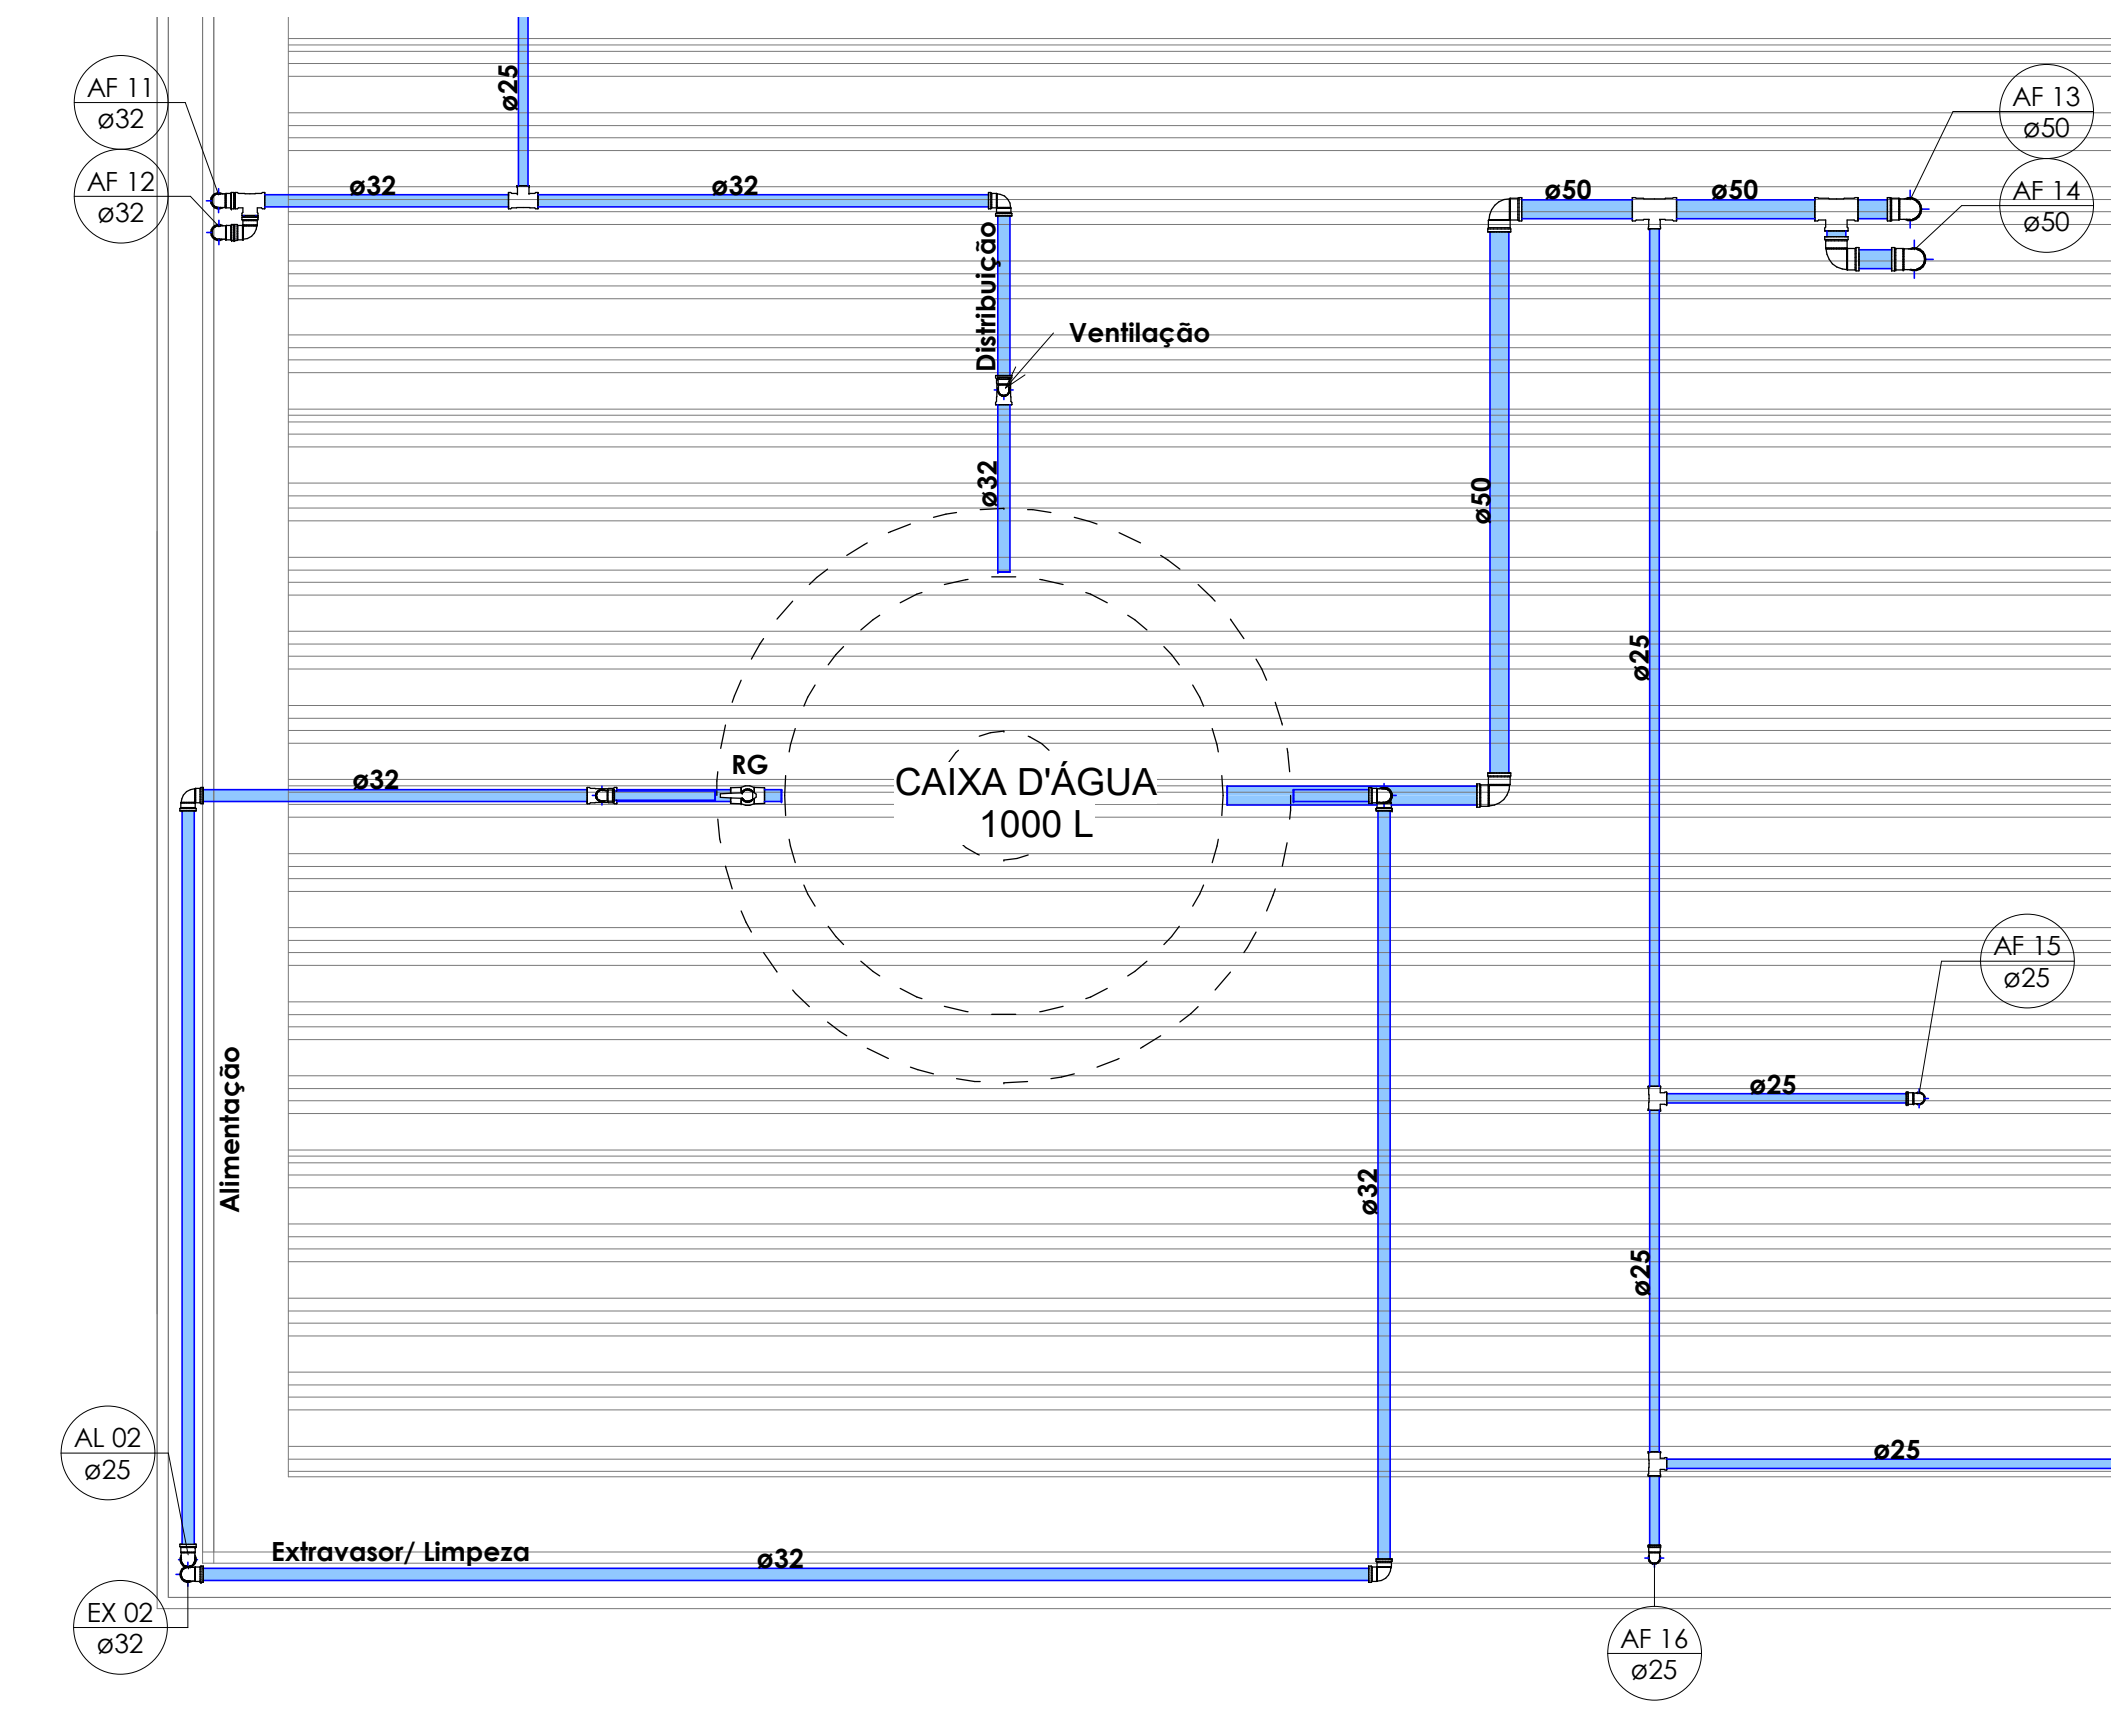 ø25
AF 11
ø32
AF 12
ø32
ø32
ø32
ø50
ø50
AF 13
ø50
AF 14
ø50
Distribuição
Ventilação
ø32
ø50
ø25
ø32
RG
CAIXA D'ÁGUA
1000 L
AF 15
ø25
ø25
Alimentação
ø32
ø25
AL 02
ø25
ø25
Extravasor/ Limpeza
ø32
EX 02
ø32
AF 16
ø25